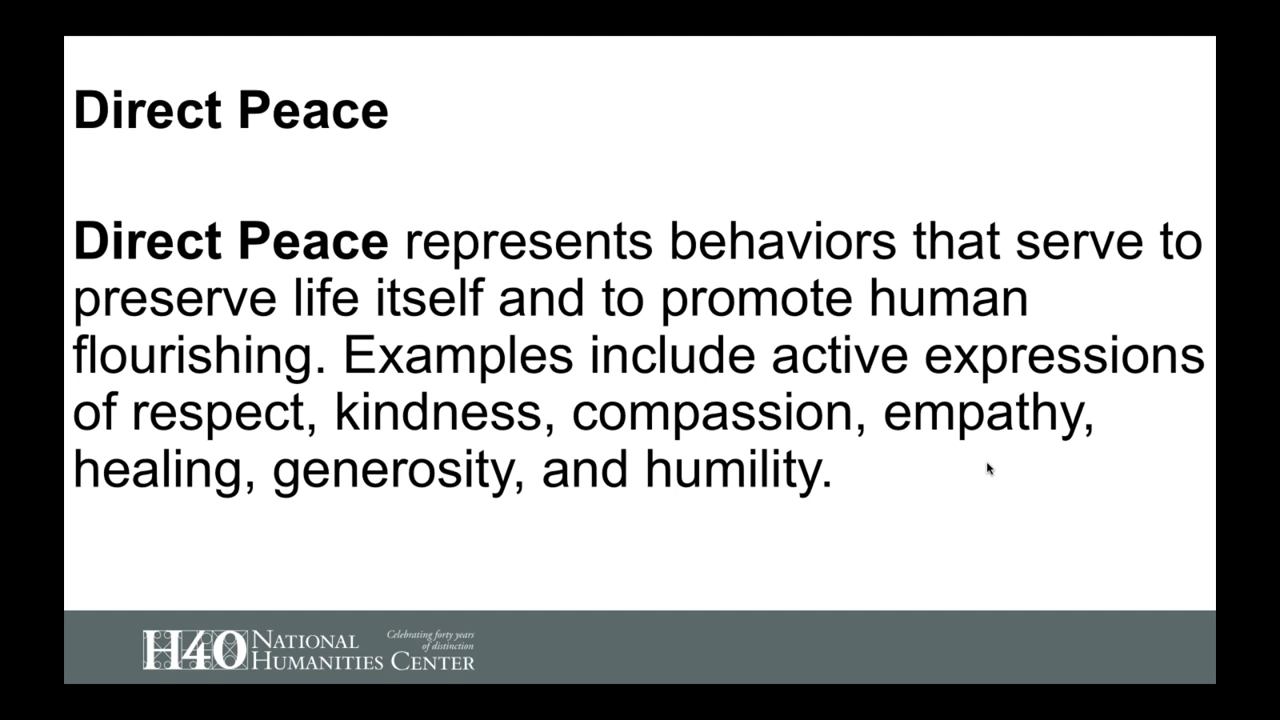 Direct Peace
Direct Peace represents behaviors that serve to
preserve life itself and to promote human
flourishing. Examples include active expressions
of respect, kindness, compassion, empathy,
healing, generosity, and humility.
H40
NATIONAL
HUMANITIES CENTER
Celebrating forty years
of distinction